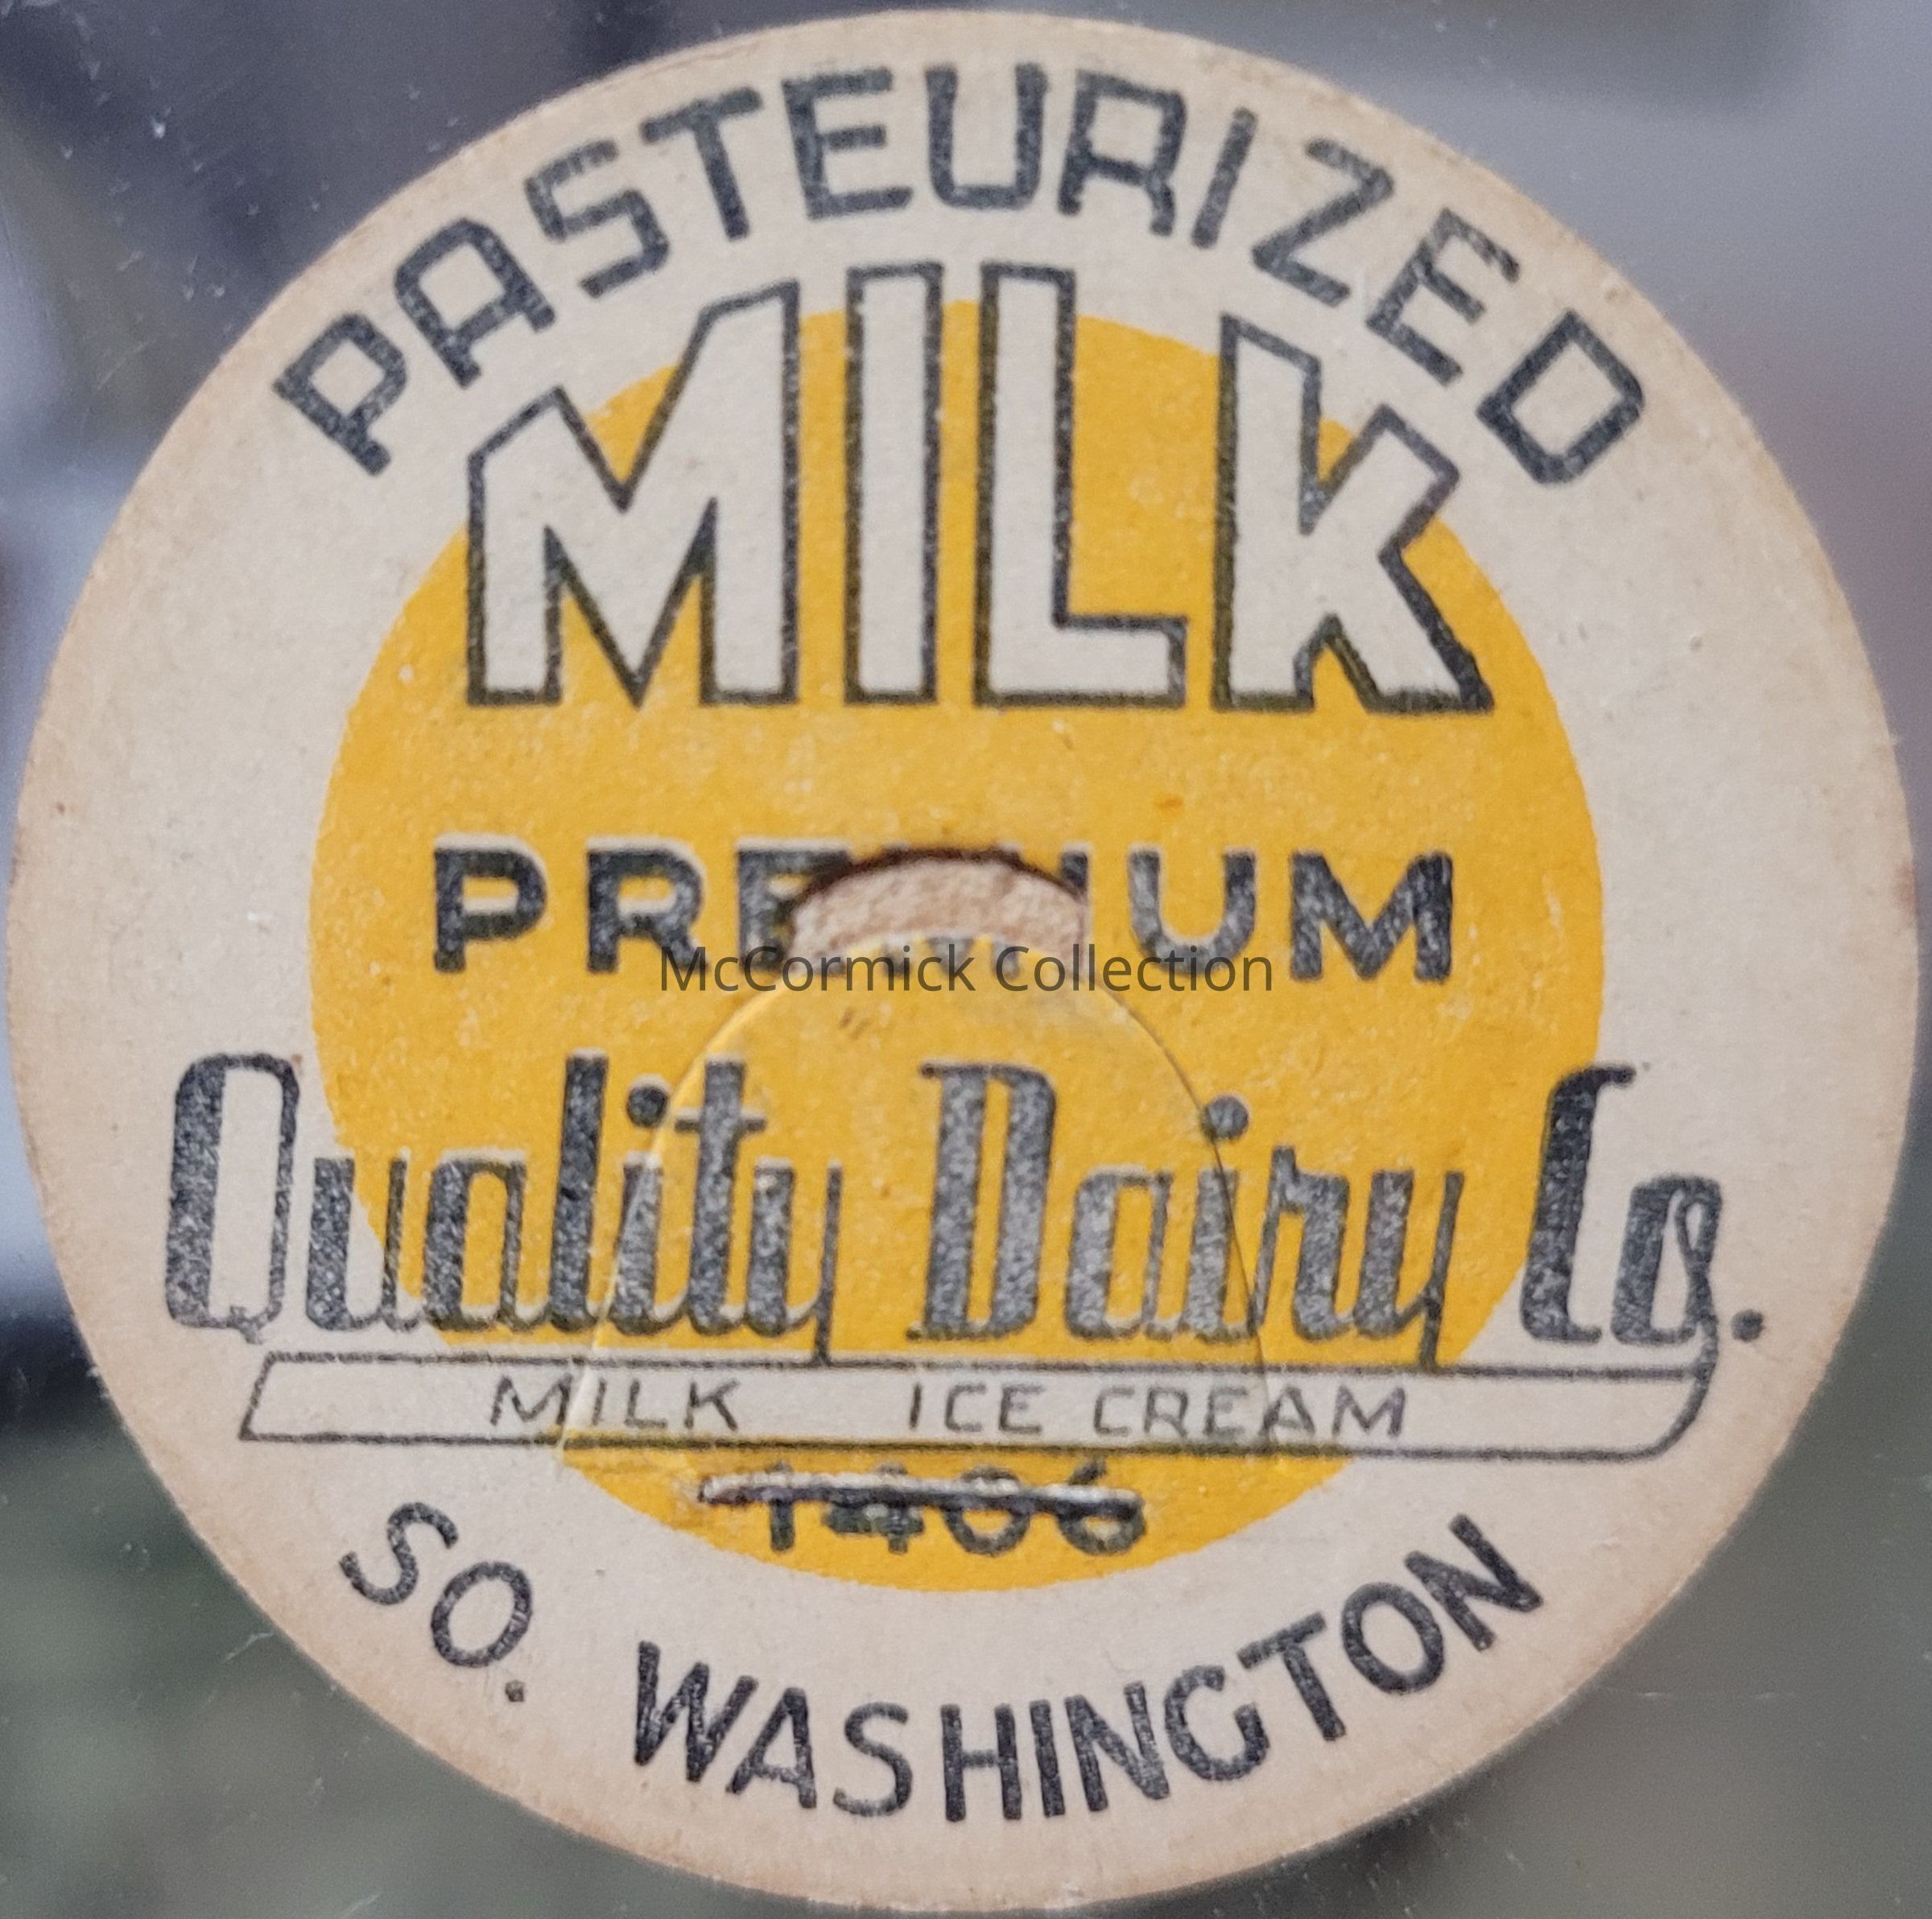 PASTEURIZED
MILK
PREMIUM
McCormick Collection
Quality Dairy Co.
MILK ICE CREAM
1406
SO. WASHINGTON